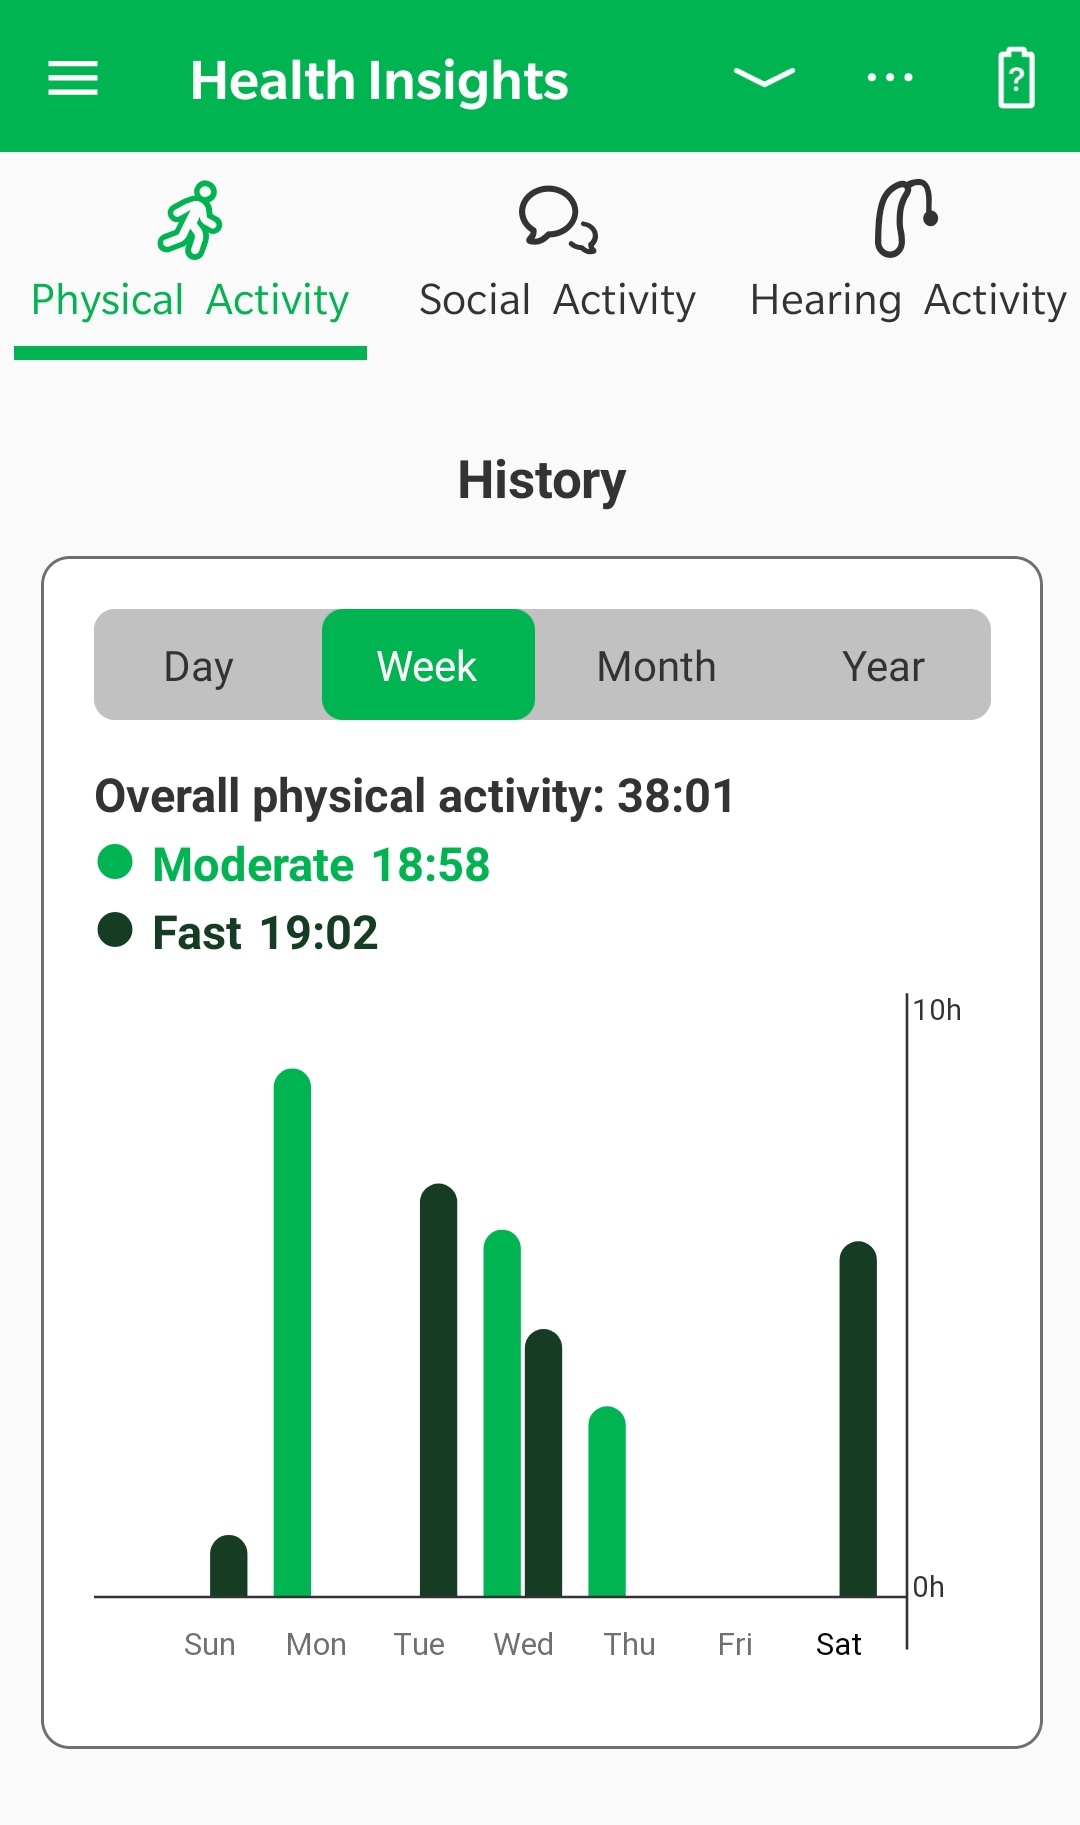 Health Insights
?
Physical Activity
Social Activity
Hearing Activity
History
Day Week Month Year
Overall physical activity: 38:01
Moderate 18:58
Fast 19:02
10h
0h
Sun Mon Tue Wed Thu Fri Sat